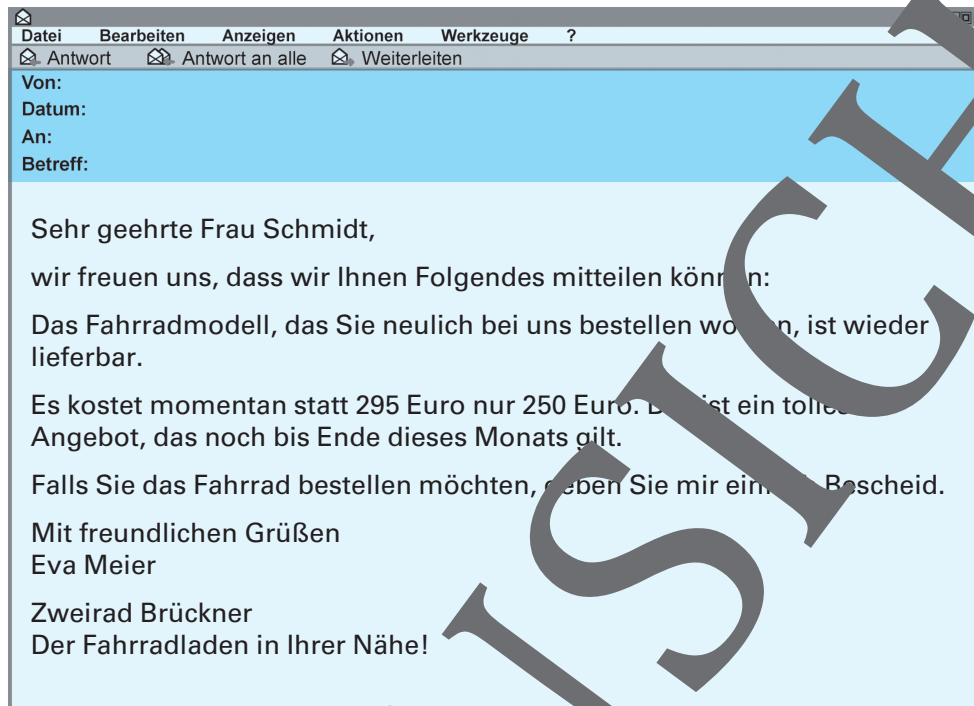 Datei Bearbeiten Anzeigen Aktionen Werkzeuge ?
Antwort Antwort an alle Weiterleiten
Von:
Datum:
An:
Betreff:
Sehr geehrte Frau Schmidt,
wir freuen uns, dass wir Ihnen Folgendes mitteilen können:
Das Fahrradmodell, das Sie neulich bei uns bestellen wollten, ist wieder
lieferbar.
Es kostet momentan statt 295 Euro nur 250 Euro. ist ein tolles
Angebot, das noch bis Ende dieses Monats gilt.
Falls Sie das Fahrrad bestellen möchten, geben Sie mir einfach Bescheid.
Mit freundlichen Grüßen
Eva Meier
Zweirad Brückner
Der Fahrradladen in Ihrer Nähe!